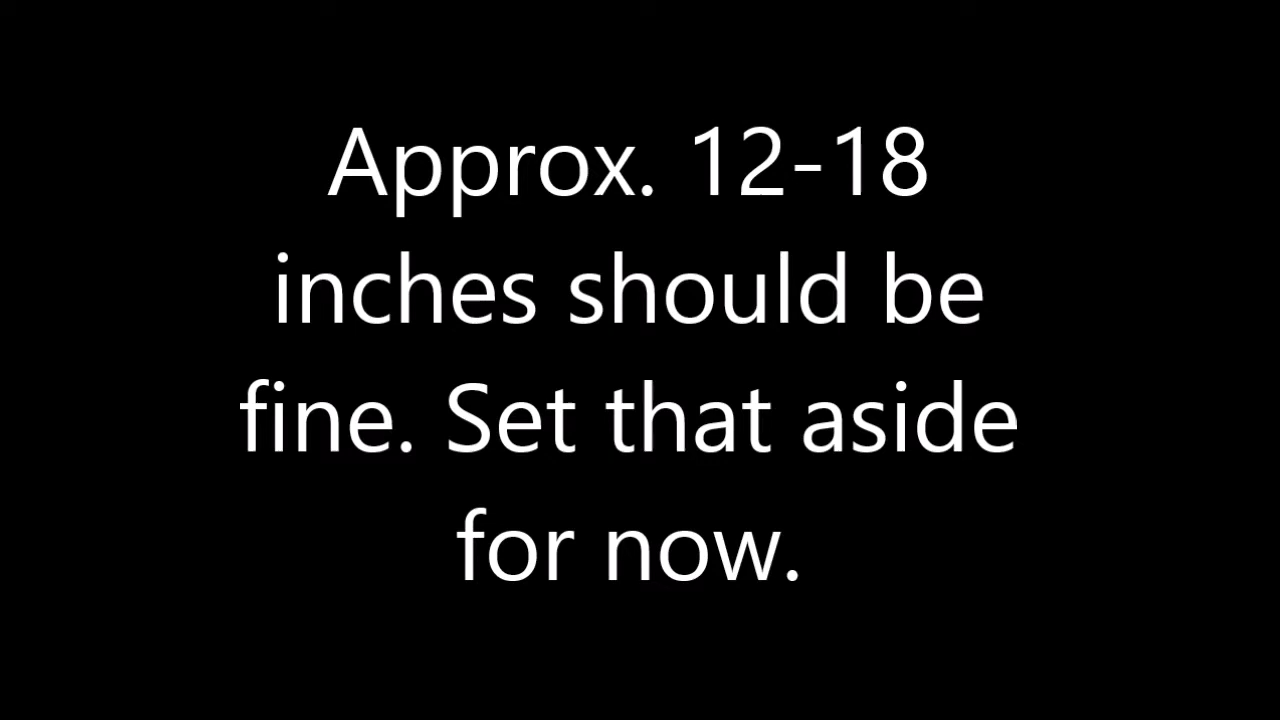 Approx. 12-18
inches should be
fine. Set that aside
for now.